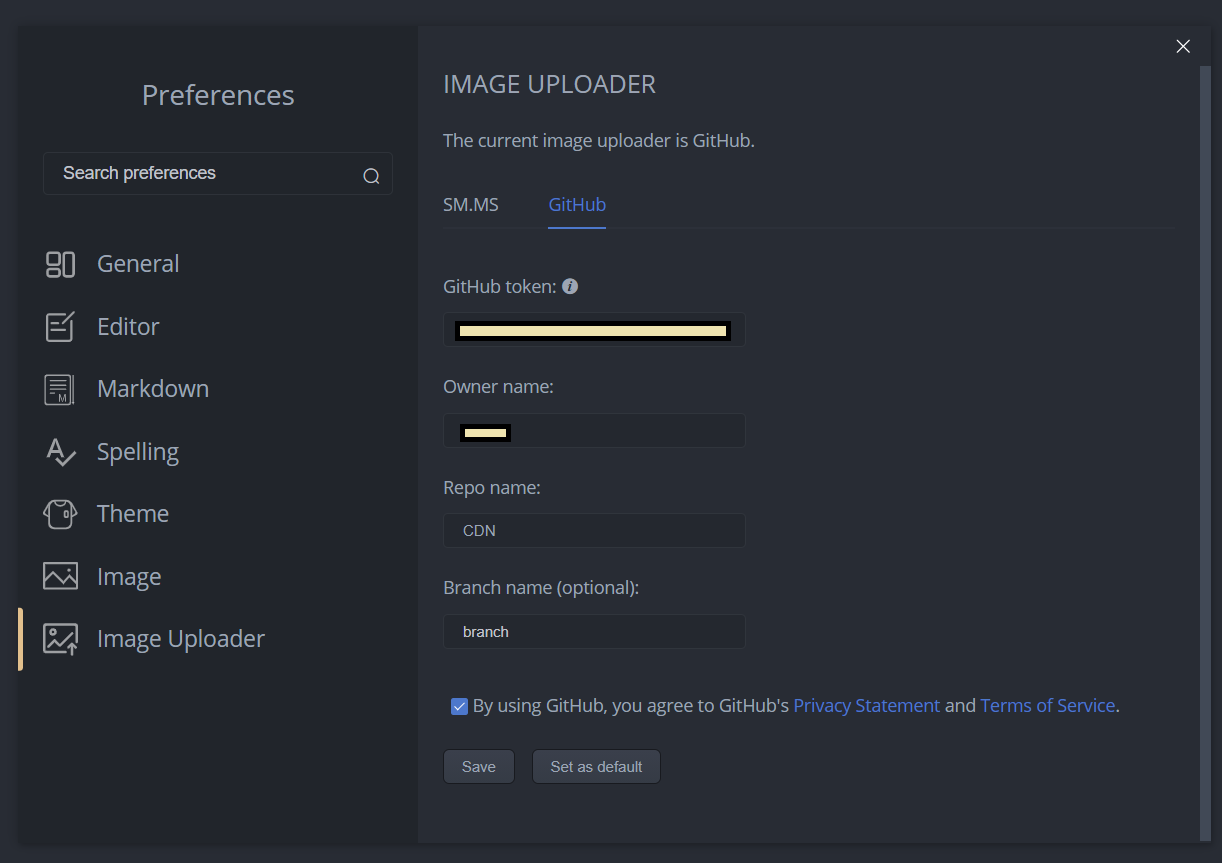 Preferences
Search preferences
General
Editor
Markdown
Spelling
Theme
Image
Image Uploader
IMAGE UPLOADER
The current image uploader is GitHub.
SM.MS GitHub
GitHub token:
Owner name:
Repo name:
CDN
Branch name (optional):
branch
By using GitHub, you agree to GitHub's Privacy Statement and Terms of Service.
Save Set as default